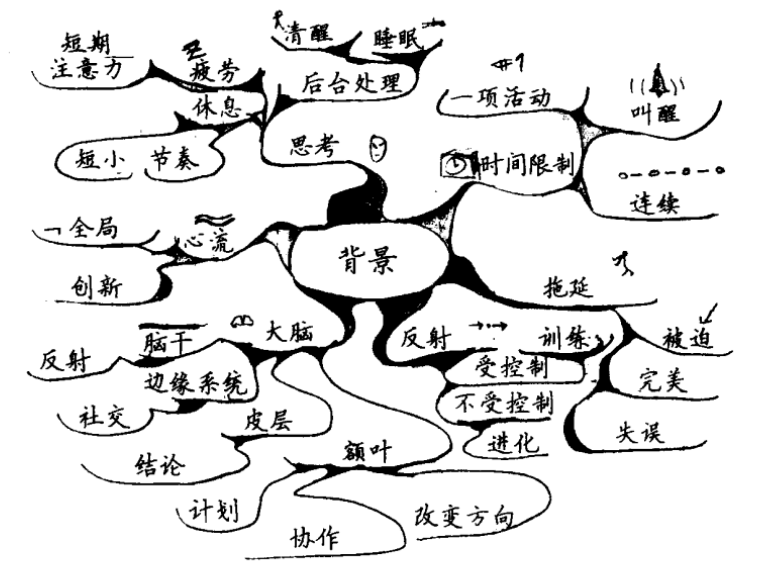 短期
注意力
疲劳
休息
短小
节奏
清醒
睡眠
后台处理
思考
#1
一项活动
叫醒
时间限制
连续
全局
心流
创新
背景
拖延
被迫
完美
失误
反射
脑干
大脑
边缘系统
社交
皮层
结论
额叶
计划
协作
改变方向
反射
训练
受控制
不受控制
进化